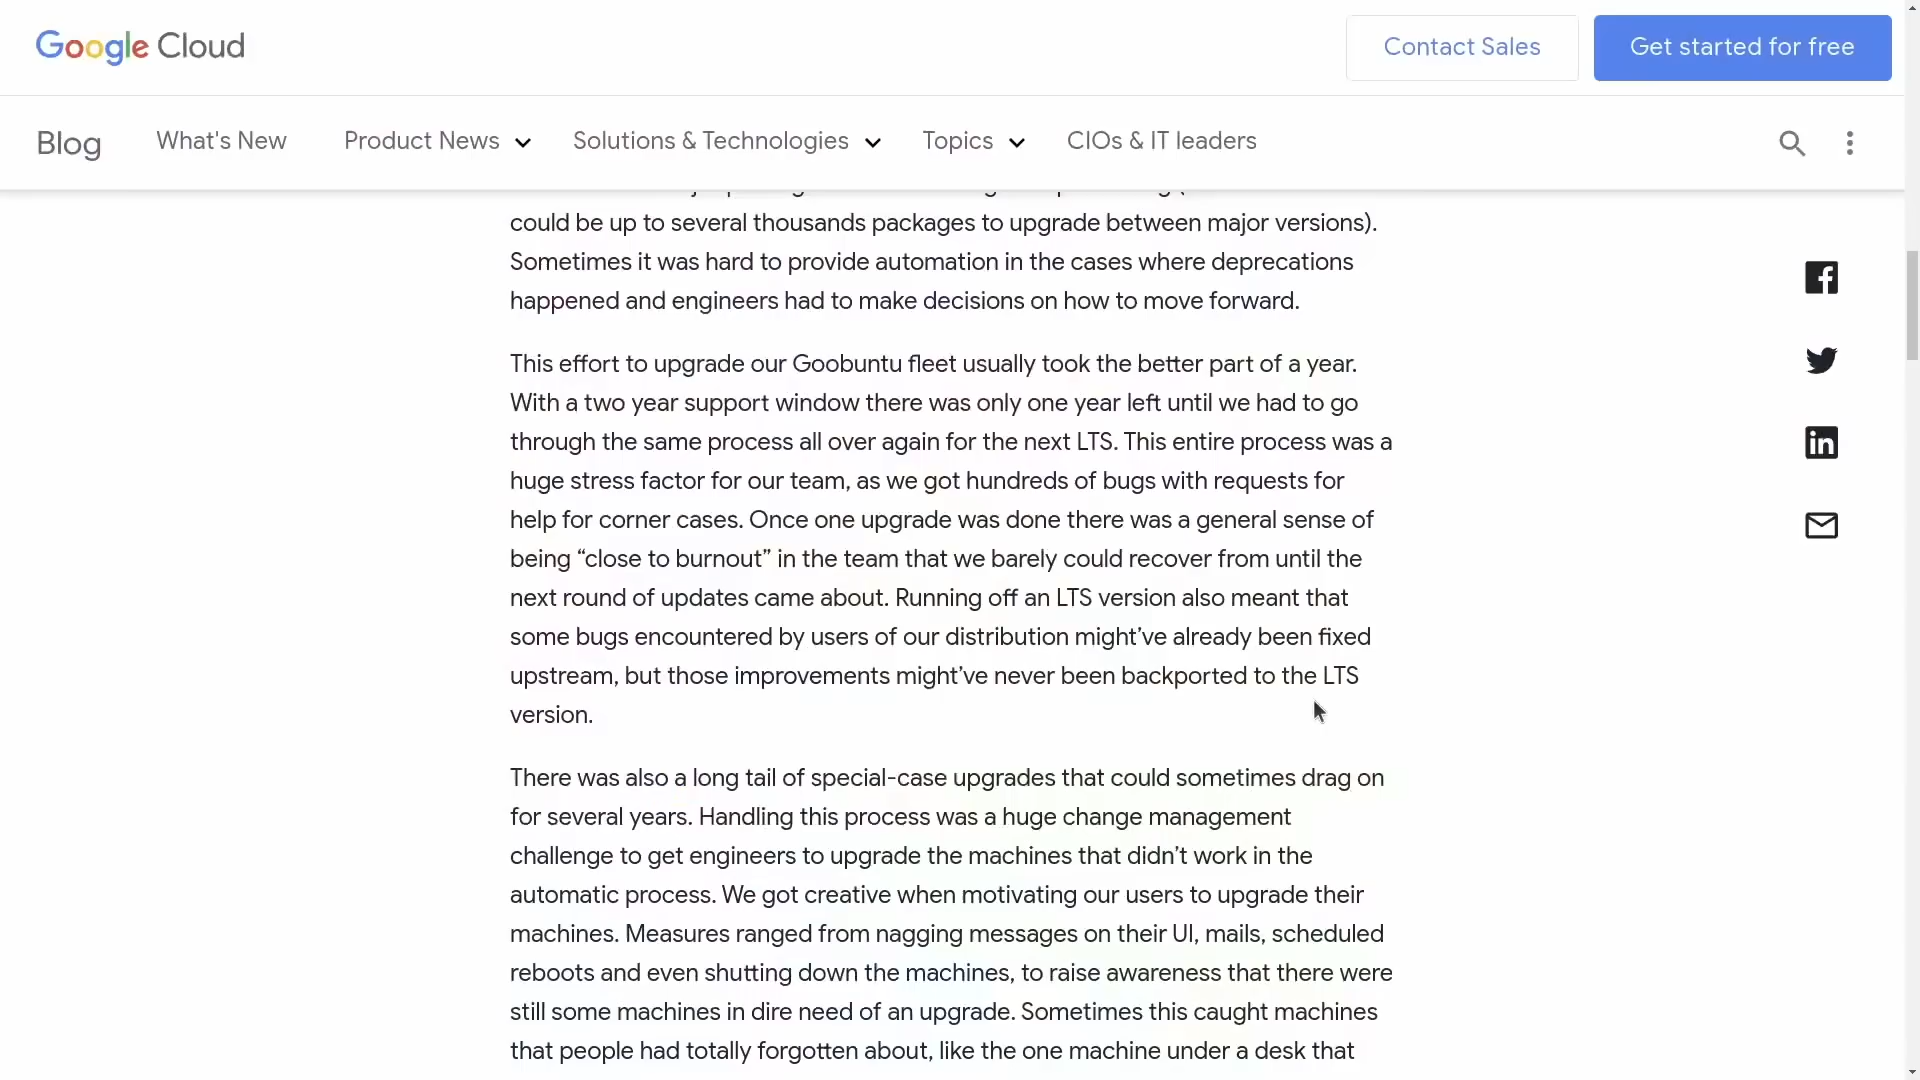 Google Cloud
Contact Sales
Get started for free
Blog
What's New
Product News
Solutions & Technologies
Topics
CIOs & IT leaders
could be up to several thousands packages to upgrade between major versions).
Sometimes it was hard to provide automation in the cases where deprecations
happened and engineers had to make decisions on how to move forward.
This effort to upgrade our Goobuntu fleet usually took the better part of a year.
With a two year support window there was only one year left until we had to go
through the same process all over again for the next LTS. This entire process was a
huge stress factor for our team, as we got hundreds of bugs with requests for
help for corner cases. Once one upgrade was done there was a general sense of
being “close to burnout” in the team that we barely could recover from until the
next round of updates came about. Running off an LTS version also meant that
some bugs encountered by users of our distribution might’ve already been fixed
upstream, but those improvements might’ve never been backported to the LTS
version.
There was also a long tail of special-case upgrades that could sometimes drag on
for several years. Handling this process was a huge change management
challenge to get engineers to upgrade the machines that didn’t work in the
automatic process. We got creative when motivating our users to upgrade their
machines. Measures ranged from nagging messages on their UI, mails, scheduled
reboots and even shutting down the machines, to raise awareness that there were
still some machines in dire need of an upgrade. Sometimes this caught machines
that people had totally forgotten about, like the one machine under a desk that